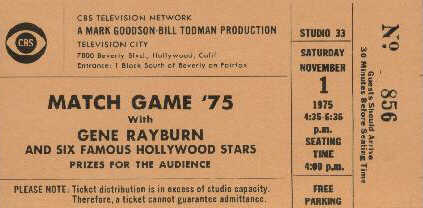 CBS
CBS TELEVISION NETWORK
A MARK GOODSON-BILL TODMAN PRODUCTION
TELEVISION CITY
7800 Beverly Blvd., Hollywood, Calif
Entrance: 1 Block South of Beverly on Fairfax
MATCH GAME '75
With
GENE RAYBURN
AND SIX FAMOUS HOLLYWOOD STARS
PRIZES FOR THE AUDIENCE
PLEASE NOTE: Ticket distribution is in excess of studio capacity.
Therefore, a ticket cannot guarantee admittance.
STUDIO 33
SATURDAY
NOVEMBER
1
1975
4:35-6:35
p.m.
SEATING
TIME
4:00 p.m.
FREE
PARKING
Guests Should Arrive
30 Minutes Before Seating Time
No 856